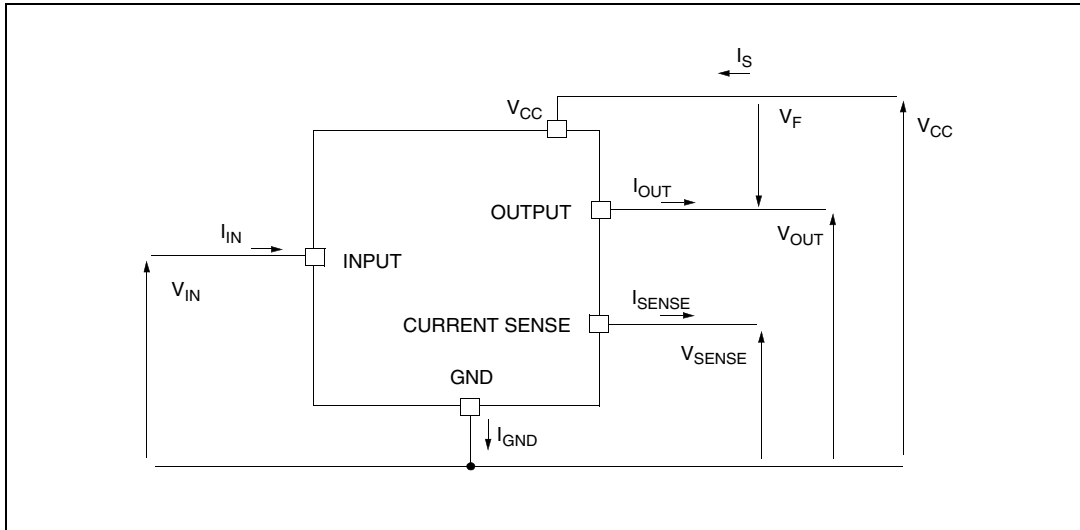 I_S
V_CC
V_F
V_CC
I_OUT
OUTPUT
V_OUT
I_IN
INPUT
V_IN
I_SENSE
CURRENT SENSE
V_SENSE
GND
I_GND